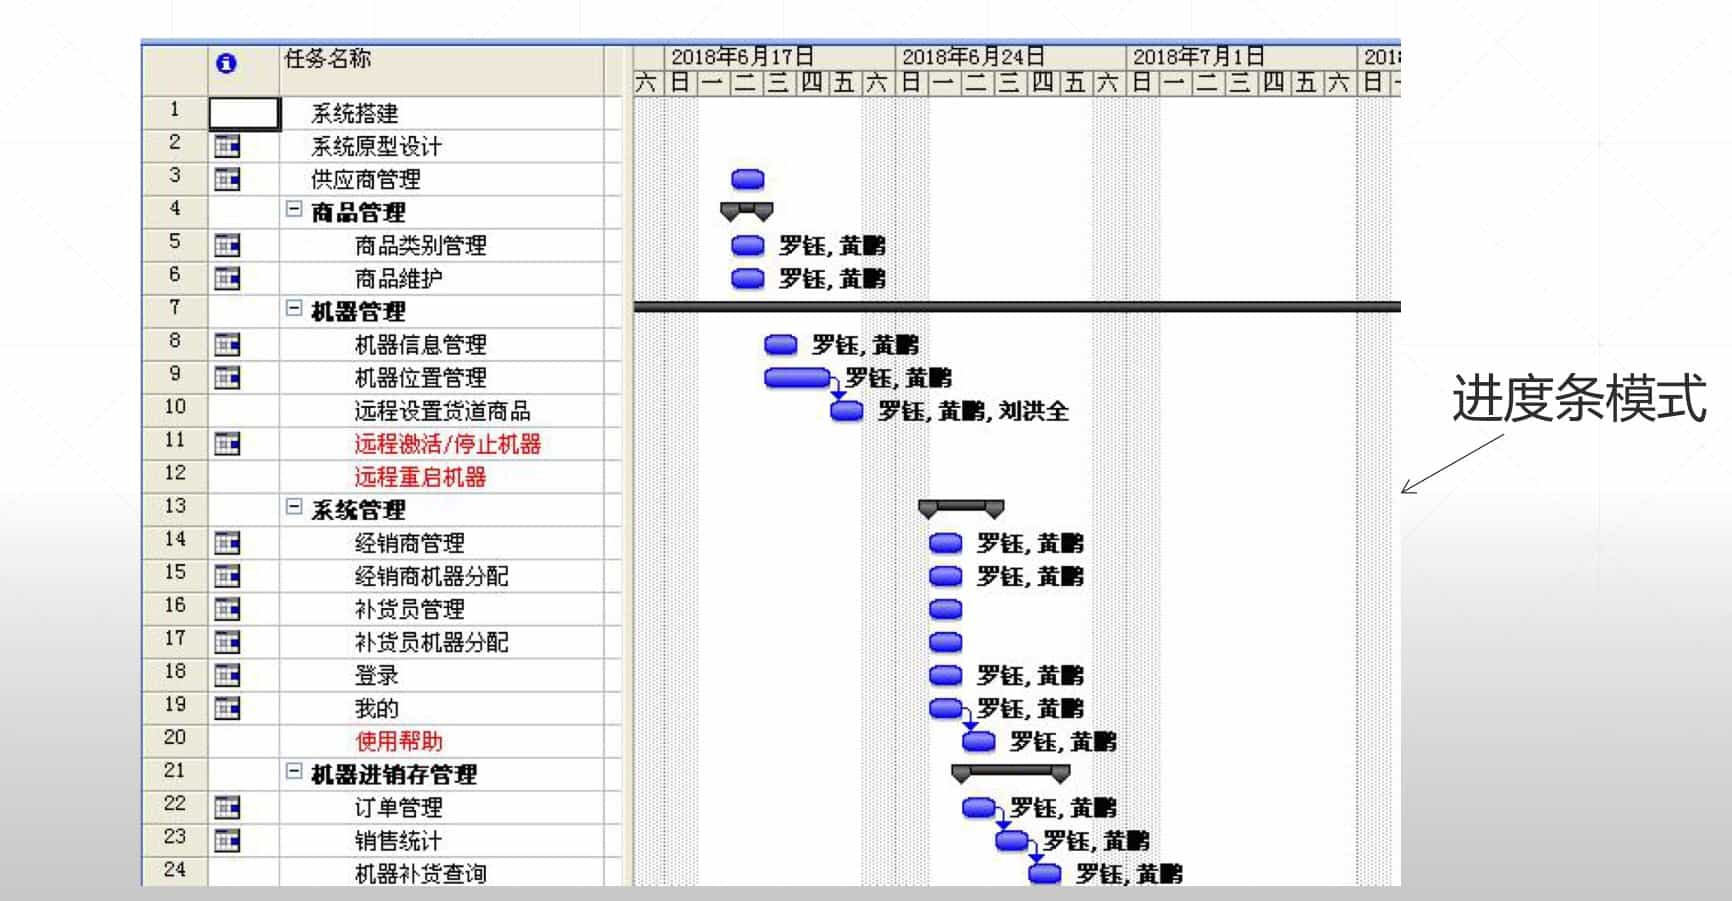 任务名称 2018年6月17日 2018年6月24日 2018年7月1日 201
六 日 一 二 三 四 五 六 日 一 二 三 四 五 六 日 一 二 三 四 五 六 日
1 系统搭建
2 系统原型设计
3 供应商管理
4 商品管理
5 商品类别管理 罗钰, 黄鹏
6 商品维护 罗钰, 黄鹏
7 机器管理
8 机器信息管理 罗钰, 黄鹏
9 机器位置管理 罗钰, 黄鹏
10 远程设置货道商品 罗钰, 黄鹏, 刘洪全
11 远程激活/停止机器
12 远程重启机器
13 系统管理
14 经销商管理 罗钰, 黄鹏
15 经销商机器分配 罗钰, 黄鹏
16 补货员管理
17 补货员机器分配
18 登录 罗钰, 黄鹏
19 我的 罗钰, 黄鹏
20 使用帮助 罗钰, 黄鹏
21 机器进销存管理
22 订单管理 罗钰, 黄鹏
23 销售统计 罗钰, 黄鹏
24 机器补货查询 罗钰, 黄鹏
进度条模式